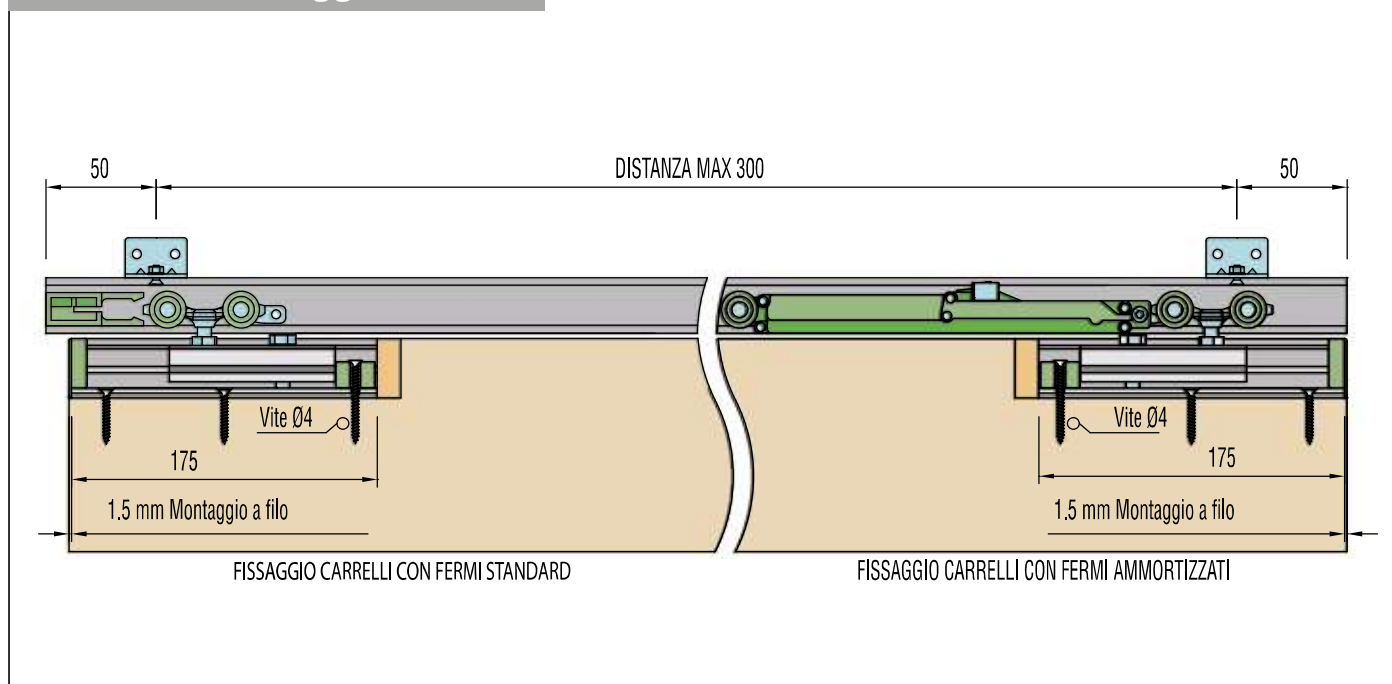 50
DISTANZA MAX 300
50
Vite Ø4
Vite Ø4
175
175
1.5 mm Montaggio a filo
1.5 mm Montaggio a filo
FISSAGGIO CARRELLI CON FERMI STANDARD
FISSAGGIO CARRELLI CON FERMI AMMORTIZZATI